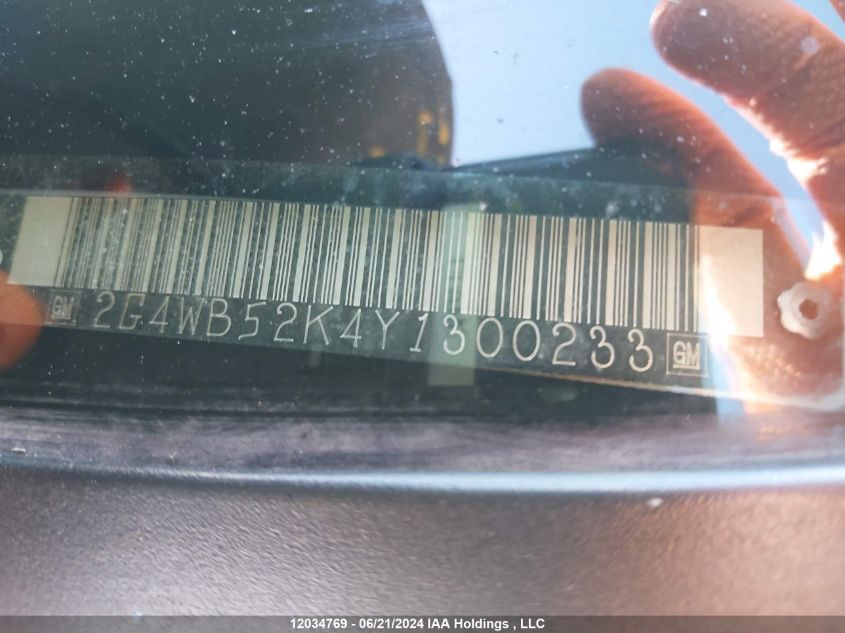 GM 2G4WB52K4Y1300233 GM
12034769 - 06/21/2024 IAA Holdings , LLC